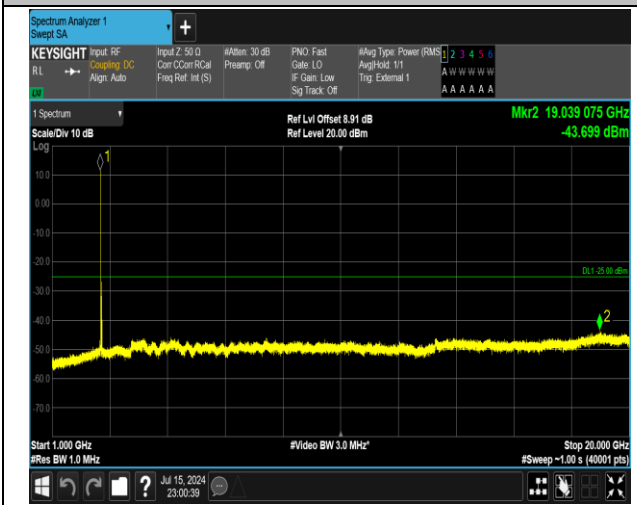 Spectrum Analyzer 1
Swept SA
+
KEYSIGHT
RL
Input: RF
Coupling: DC
Align: Auto
Input Z: 50 Ω
Corr CCorr RCal
Freq Ref: Int (S)
#Atten: 30 dB
Preamp: Off
PNO: Fast
Gate: LO
IF Gain: Low
Sig Track: Off
#Avg Type: Power (RMS
Avg|Hold: 1/1
Trig: External 1
1 2 3 4 5 6
A W W W W W
A A A A A A
1 Spectrum
Scale/Div 10 dB
Log
Ref Lvl Offset 8.91 dB
Ref Level 20.00 dBm
Mkr2 19.039 075 GHz
-43.699 dBm
1
10.0
0.00
-10.0
-20.0
DL1 -25.00 dBm
-30.0
-40.0
2
-50.0
-60.0
-70.0
Start 1.000 GHz
#Res BW 1.0 MHz
#Video BW 3.0 MHz*
Stop 20.000 GHz
#Sweep ~1.00 s (40001 pts)
?
Jul 15, 2024
23:00:39